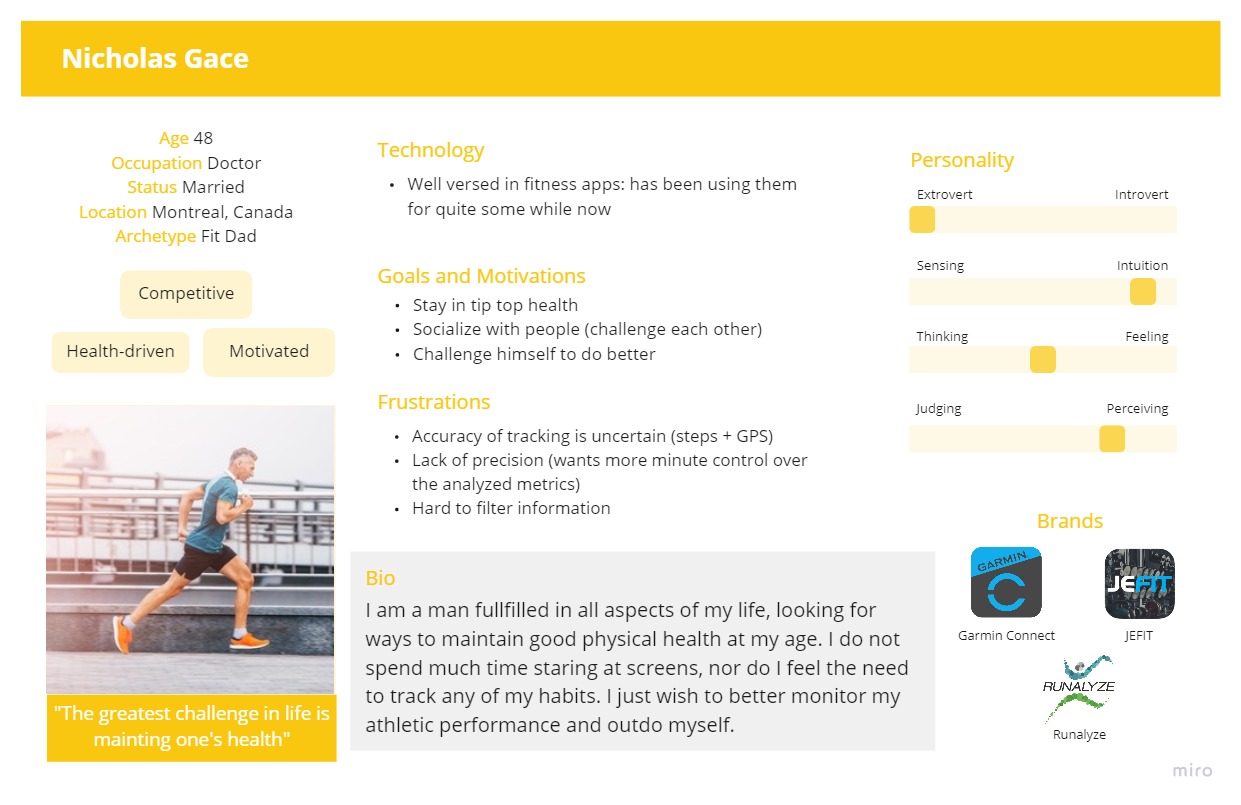 Nicholas Gace
Age 48
Occupation Doctor
Status Married
Location Montreal, Canada
Archetype Fit Dad
Competitive
Health-driven
Motivated
"The greatest challenge in life is
mainting one's health"
Technology
• Well versed in fitness apps: has been using them
for quite some while now
Goals and Motivations
• Stay in tip top health
• Socialize with people (challenge each other)
• Challenge himself to do better
Frustrations
• Accuracy of tracking is uncertain (steps + GPS)
• Lack of precision (wants more minute control over
the analyzed metrics)
• Hard to filter information
Bio
I am a man fullfilled in all aspects of my life, looking for
ways to maintain good physical health at my age. I do not
spend much time staring at screens, nor do I feel the need
to track any of my habits. I just wish to better monitor my
athletic performance and outdo myself.
Personality
Extrovert Introvert
Sensing Intuition
Thinking Feeling
Judging Perceiving
Brands
GARMIN
Garmin Connect
JEFIT
JEFIT
RUNALYZE
Runalyze
miro